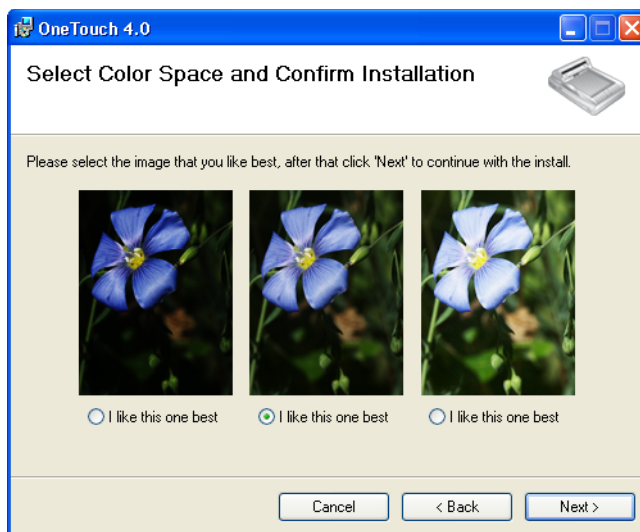 OneTouch 4.0
Select Color Space and Confirm Installation
Please select the image that you like best, after that click 'Next' to continue with the install.
I like this one best I like this one best I like this one best
Cancel < Back Next >